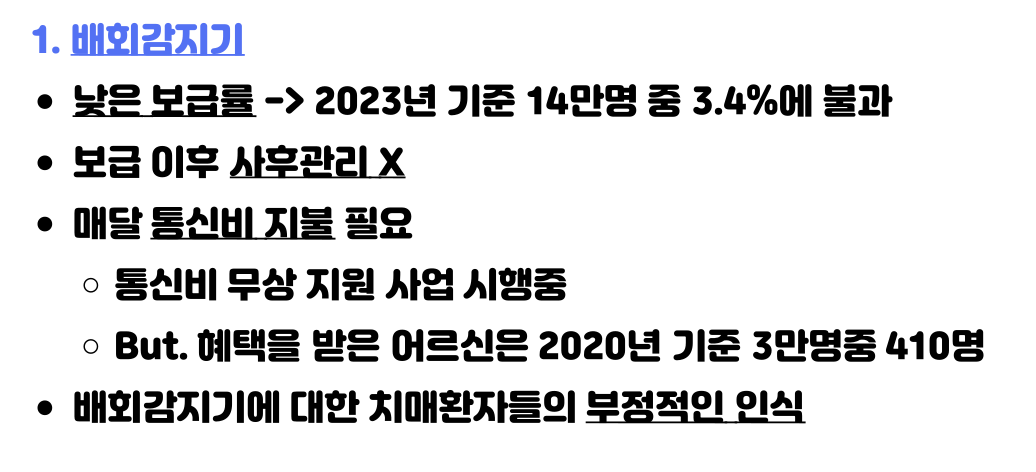 1. 배회감지기
• 낮은 보급률 -> 2023년 기준 14만명 중 3.4%에 불과
• 보급 이후 사후관리 X
• 매달 통신비 지불 필요
○ 통신비 무상 지원 사업 시행중
○ But. 혜택을 받은 어르신은 2020년 기준 3만명중 410명
• 배회감지기에 대한 치매환자들의 부정적인 인식